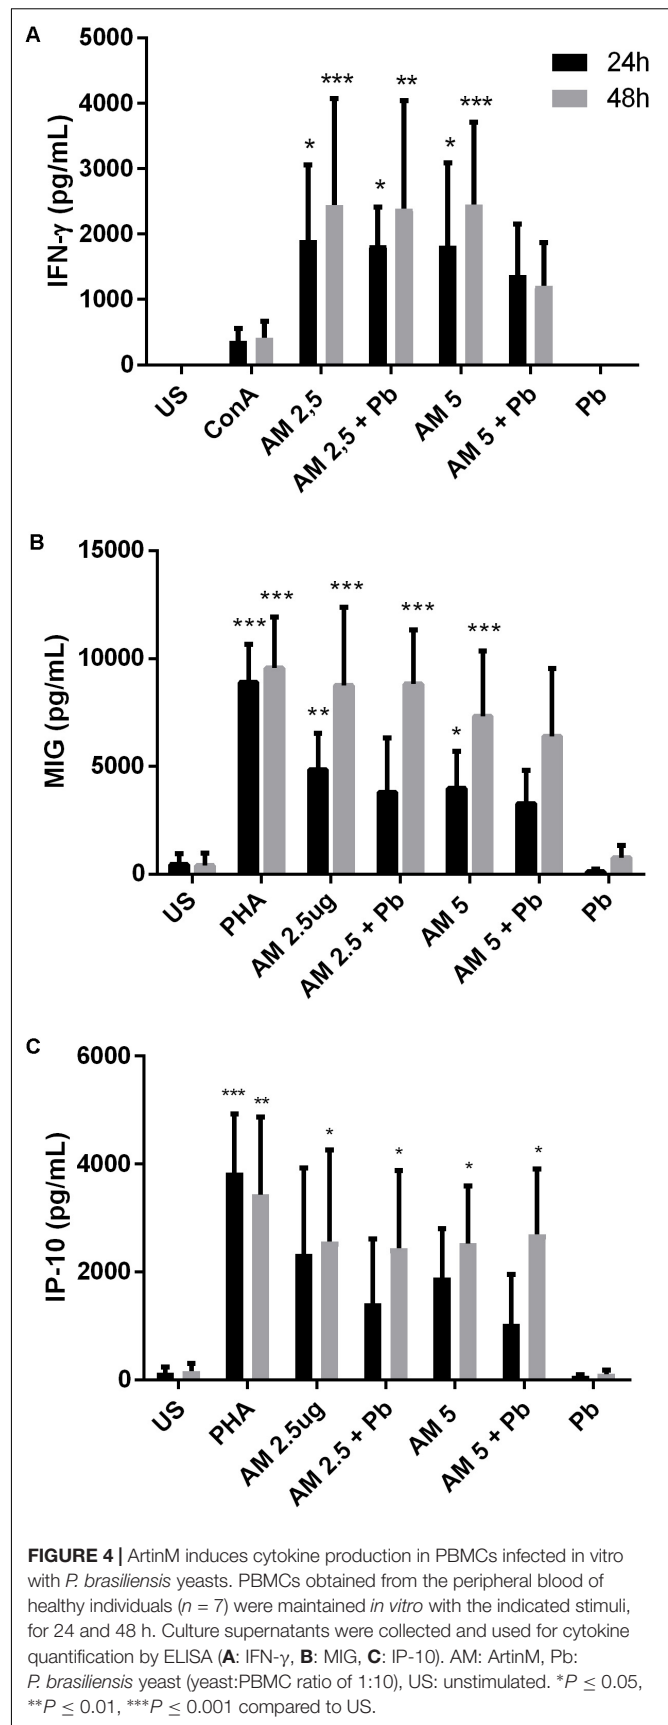 A
5000
4000
3000
2000
1000
0
IFN-γ (pg/mL)
24h
48h
*
***
*
**
*
***
US
ConA
AM 2,5
AM 2,5 + Pb
AM 5
AM 5 + Pb
Pb
B
15000
10000
5000
0
MIG (pg/mL)
***
***
**
***
***
*
***
US
PHA
AM 2.5ug
AM 2.5 + Pb
AM 5
AM 5 + Pb
Pb
C
6000
4000
2000
0
IP-10 (pg/mL)
***
**
*
*
*
*
US
PHA
AM 2.5ug
AM 2.5 + Pb
AM 5
AM 5 + Pb
Pb
FIGURE 4 | ArtinM induces cytokine production in PBMCs infected in vitro
with P. brasiliensis yeasts. PBMCs obtained from the peripheral blood of
healthy individuals (n = 7) were maintained in vitro with the indicated stimuli,
for 24 and 48 h. Culture supernatants were collected and used for cytokine
quantification by ELISA (A: IFN-γ, B: MIG, C: IP-10). AM: ArtinM, Pb:
P. brasiliensis yeast (yeast:PBMC ratio of 1:10), US: unstimulated. *P ≤ 0.05,
**P ≤ 0.01, ***P ≤ 0.001 compared to US.